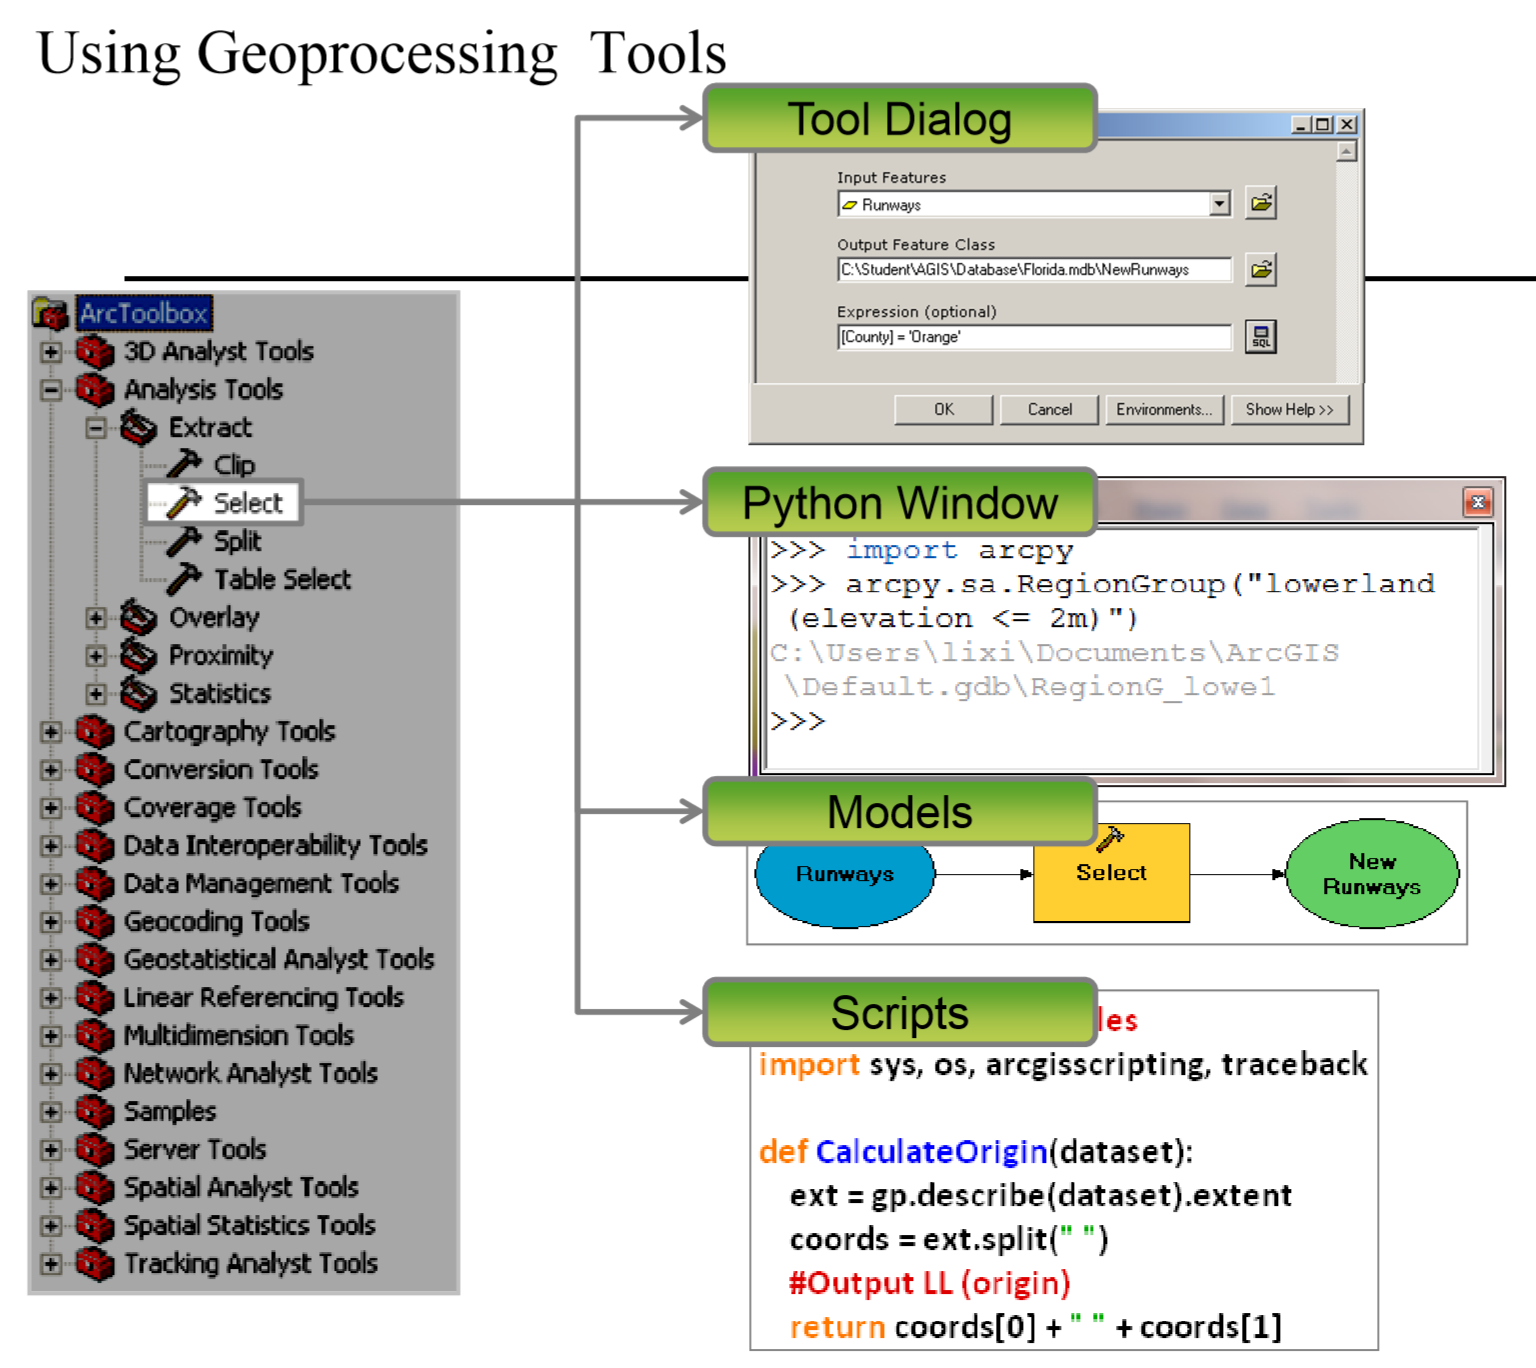 Using Geoprocessing Tools
ArcToolbox
3D Analyst Tools
Analysis Tools
Extract
Clip
Select
Split
Table Select
Overlay
Proximity
Statistics
Cartography Tools
Conversion Tools
Coverage Tools
Data Interoperability Tools
Data Management Tools
Geocoding Tools
Geostatistical Analyst Tools
Linear Referencing Tools
Multidimension Tools
Network Analyst Tools
Samples
Server Tools
Spatial Analyst Tools
Spatial Statistics Tools
Tracking Analyst Tools
Tool Dialog
Input Features
Runways
Output Feature Class
C:\Student\AGIS\Database\Florida.mdb\NewRunways
Expression (optional)
[County] = 'Orange'
SQL
OK Cancel Environments... Show Help >>
Python Window
>>> import arcpy
>>> arcpy.sa.RegionGroup("lowerland
(elevation <= 2m)")
C:\Users\lixi\Documents\ArcGIS
\Default.gdb\RegionG_lowe1
>>>
Models
Runways
Select
New
Runways
Scripts
les
import sys, os, arcgisscripting, traceback
def CalculateOrigin(dataset):
ext = gp.describe(dataset).extent
coords = ext.split(" ")
#Output LL (origin)
return coords[0] + " " + coords[1]